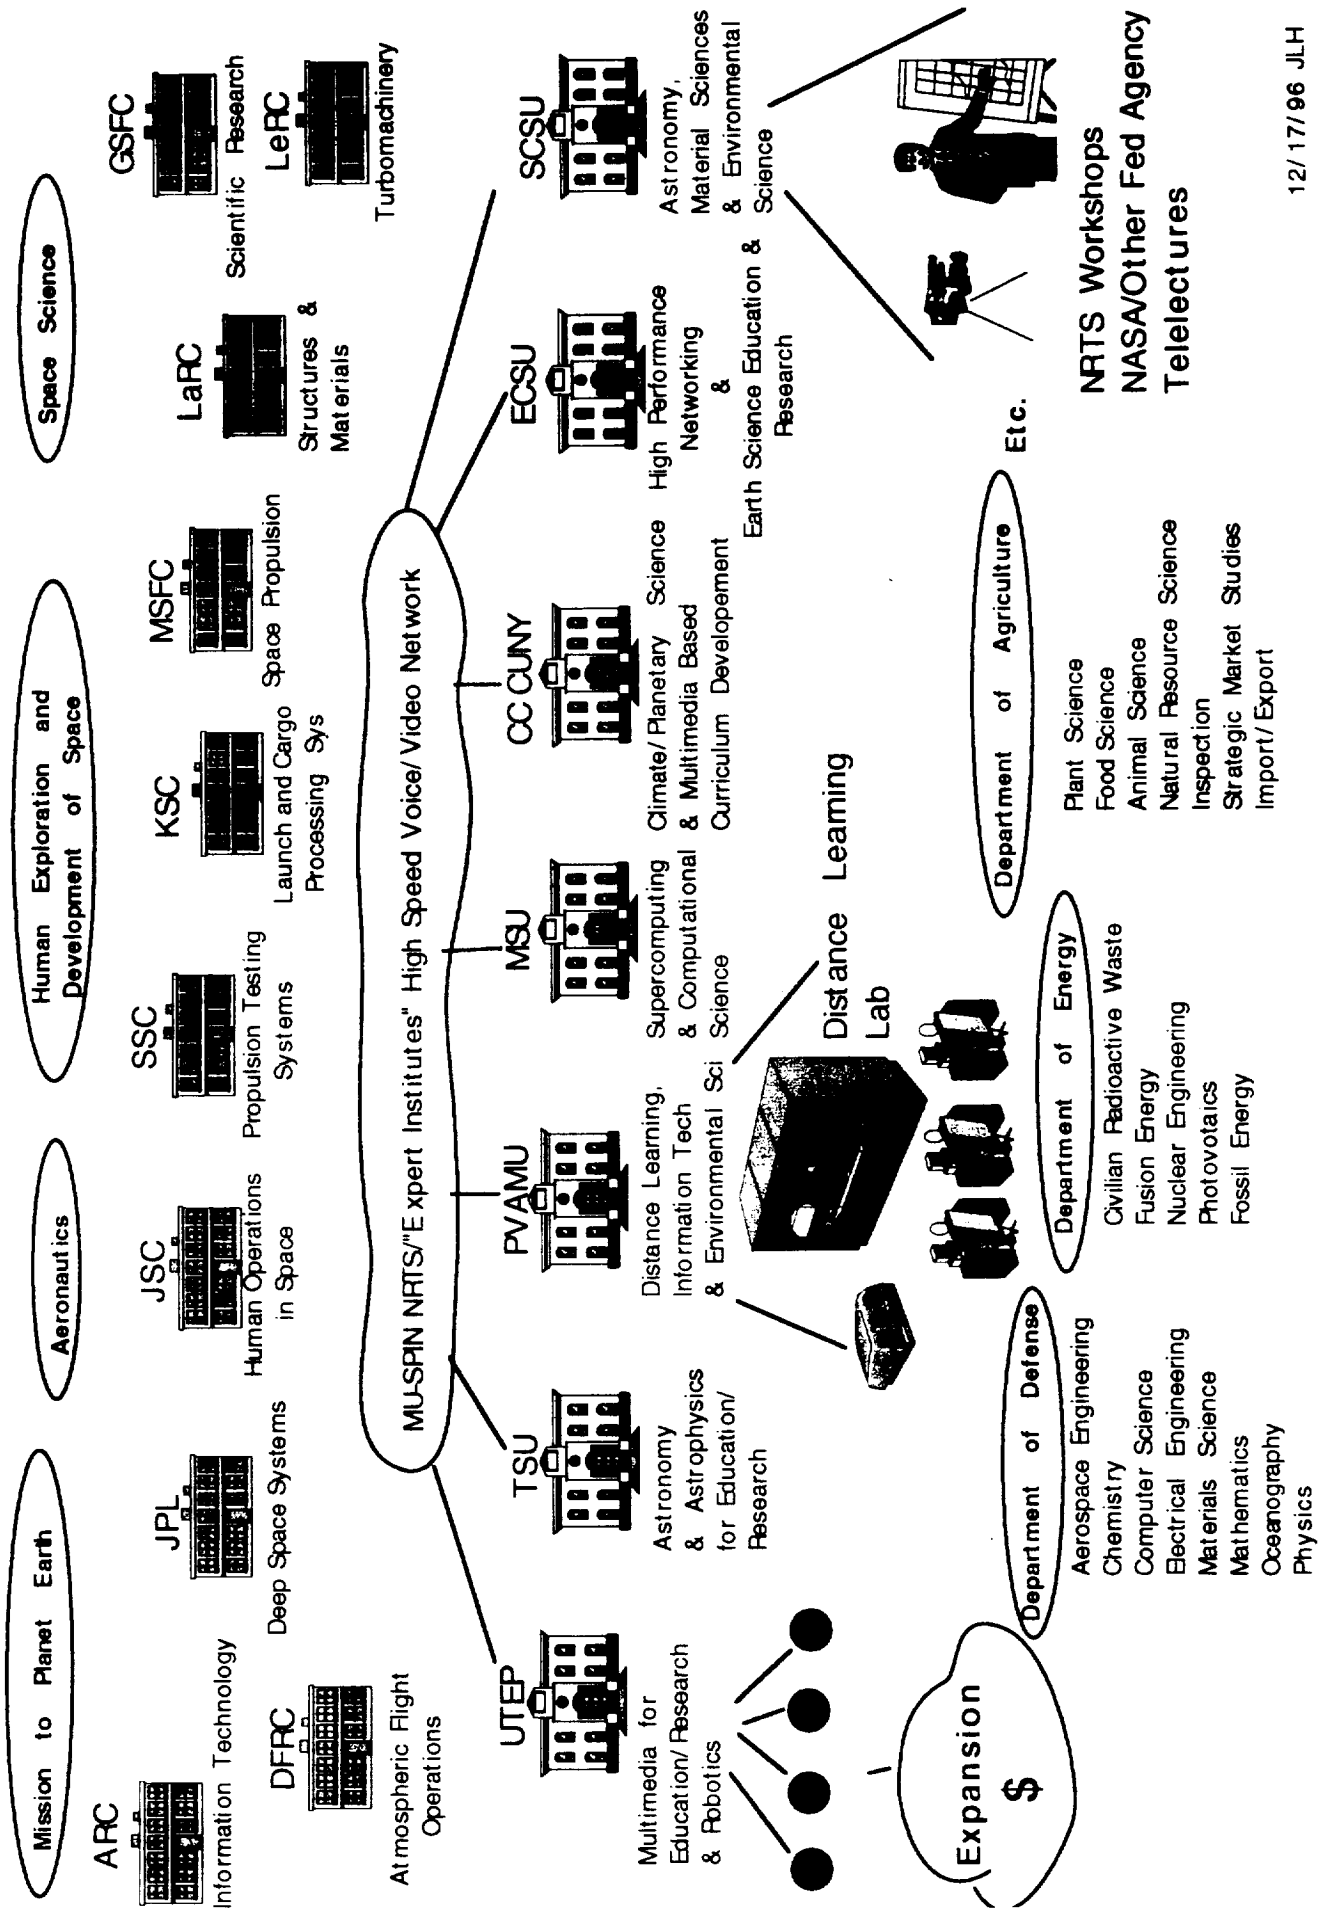 Mission to Planet Earth
Aeronautics
Human Exploration and
Development of Space
Space Science
ARC
Information Technology
DFRC
Atmospheric Flight
Operations
JPL
Deep Space Systems
JSC
Human Operations
in Space
SSC
Propulsion Testing
Systems
KSC
Launch and Cargo
Processing Sys
MSFC
Space Propulsion
LaRC
Structures &
Materials
GSFC
Scientific Research
LeRC
Turbomachinery
MU-SPIN NRTS/"Expert Institutes" High Speed Voice/Video Network
UTEP
Multimedia for
Education/Research
& Robotics
TSU
Astronomy
& Astrophysics
for Education/
Research
PVAMU
Distance Learning,
Information Tech
& Environmental Sci
MSU
Supercomputing
& Computational
Science
CC CUNY
Climate/Planetary Science
& Multimedia Based
Curriculum Developement
ECSU
High Performance
Networking
&
Earth Science Education &
Research
SCSU
Astronomy,
Material Sciences
& Environmental
Science
Distance Learning
Lab
Expansion
$
Department of Defense
Aerospace Engineering
Chemistry
Computer Science
Electrical Engineering
Materials Science
Mathematics
Oceanography
Physics
Department of Energy
Civilian Radioactive Waste
Fusion Energy
Nuclear Engineering
Photovotaics
Fossil Energy
Department of Agriculture
Plant Science
Food Science
Animal Science
Natural Resource Science
Inspection
Strategic Market Studies
Import/Export
Etc.
NRTS Workshops
NASA/Other Fed Agency
Telelectures
12/17/96 JLH